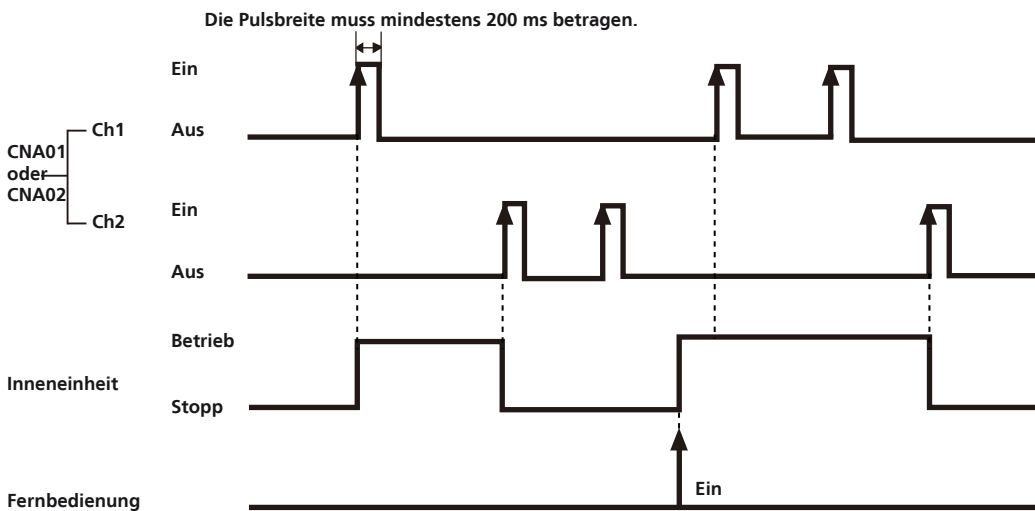 Die Pulsbreite muss mindestens 200 ms betragen.
Ein
Aus
CNA01
oder
CNA02
Ch1
Ch2
Ein
Aus
Betrieb
Inneneinheit
Stopp
Ein
Fernbedienung